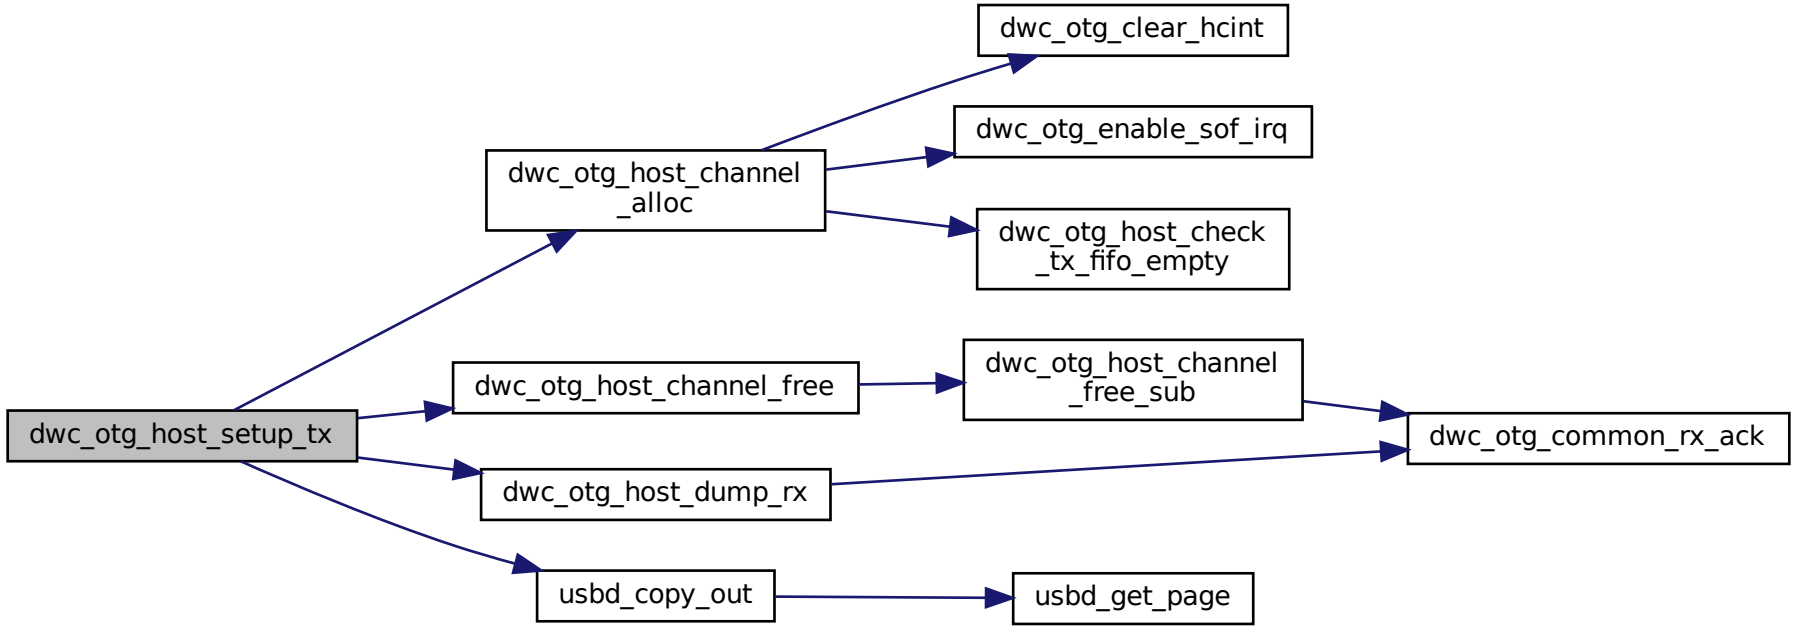 dwc_otg_clear_hcint
dwc_otg_enable_sof_irq
dwc_otg_host_channel
_alloc
dwc_otg_host_check
_tx_fifo_empty
dwc_otg_host_channel
_free_sub
dwc_otg_host_channel_free
dwc_otg_host_setup_tx
dwc_otg_common_rx_ack
dwc_otg_host_dump_rx
usbd_copy_out
usbd_get_page